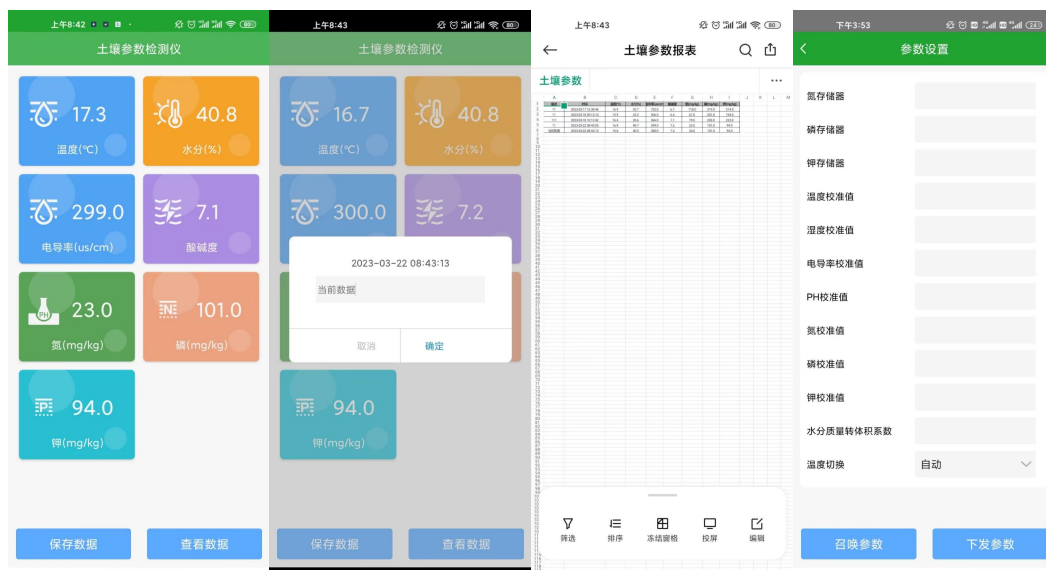 上午8:42
80
土壤参数检测仪
17.3
温度(℃)
40.8
水分(%)
299.0
电导率(us/cm)
7.1
酸碱度
PH
23.0
氮(mg/kg)
N
101.0
磷(mg/kg)
P
94.0
钾(mg/kg)
保存数据
查看数据
上午8:43
80
土壤参数检测仪
16.7
温度(℃)
40.8
水分(%)
300.0
7.2
2023-03-22 08:43:13
当前数据
取消
确定
P
94.0
钾(mg/kg)
保存数据
查看数据
上午8:43
80
土壤参数报表
土壤参数
筛选
排序
冻结窗格
投屏
编辑
下午3:53
24
参数设置
氮存储器
磷存储器
钾存储器
温度校准值
湿度校准值
电导率校准值
PH校准值
氮校准值
磷校准值
钾校准值
水分质量转体积系数
温度切换
自动
召唤参数
下发参数